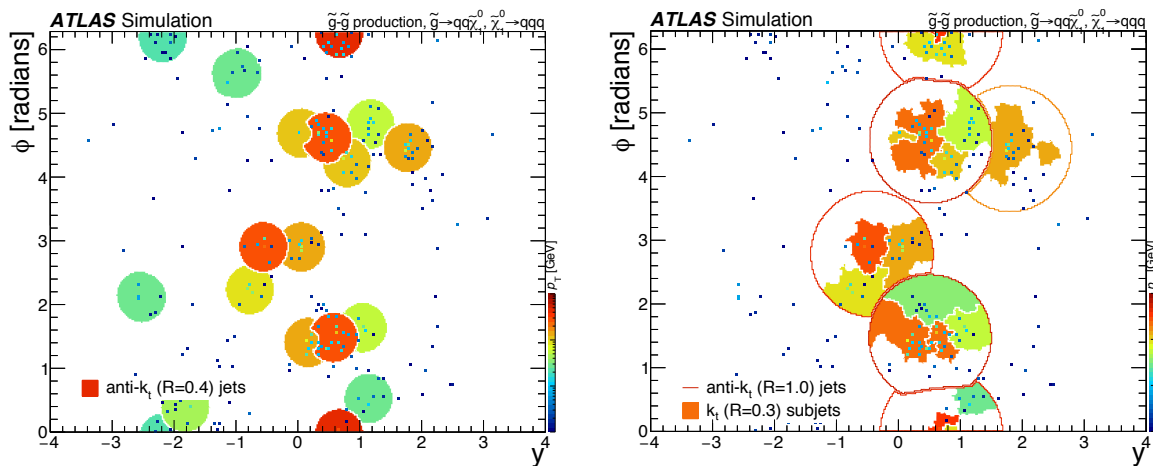 ATLAS Simulation
g̃-g̃ production, g̃→qqχ̃₁⁰, χ̃₁⁰→qqq
φ [radians]
6
5
4
3
2
1
0
−4 −3 −2 −1 0 1 2 3 4
y
p_T [GeV]
anti-k_t (R=0.4) jets
ATLAS Simulation
g̃-g̃ production, g̃→qqχ̃₁⁰, χ̃₁⁰→qqq
φ [radians]
6
5
4
3
2
1
0
−4 −3 −2 −1 0 1 2 3 4
y
[GeV]
anti-k_t (R=1.0) jets
k_t (R=0.3) subjets